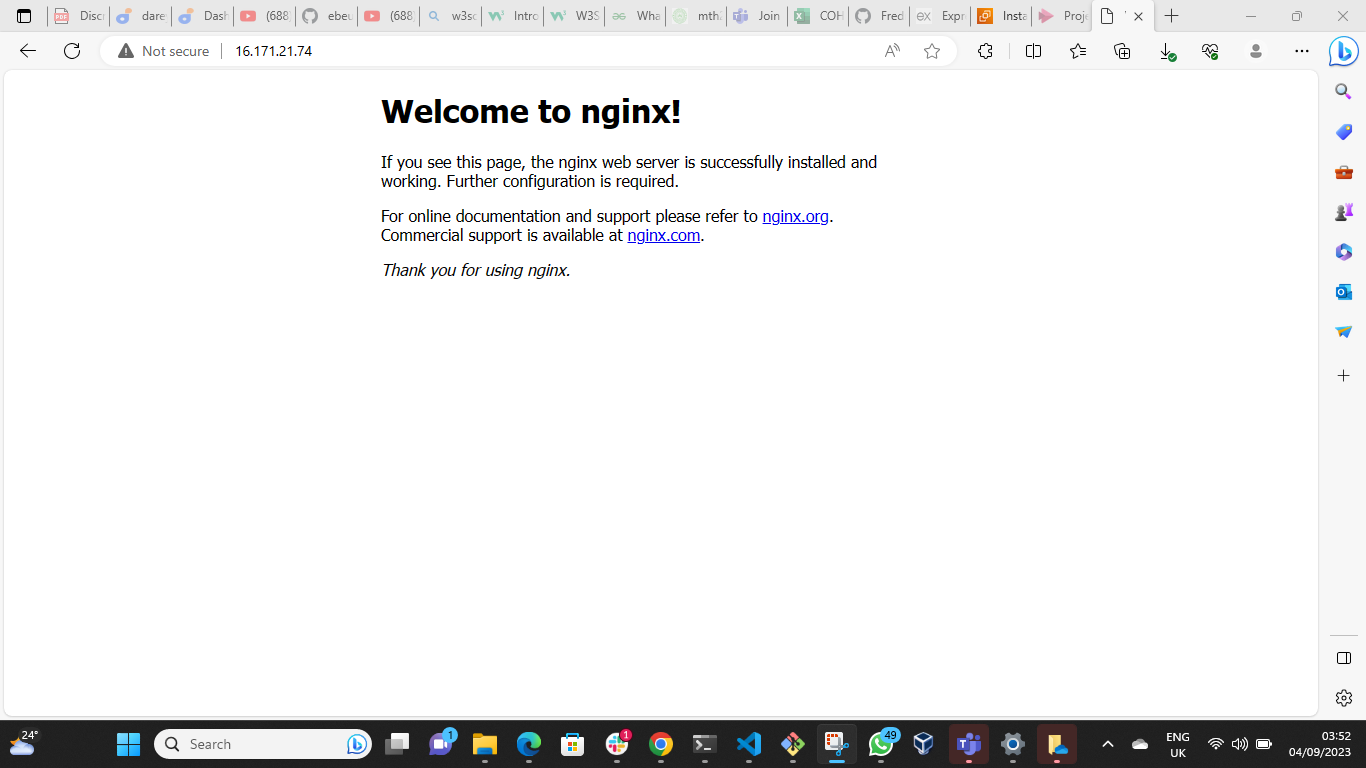 Disc
dare
Dash
(688
ebeu
(688
w3sc
Intro
W3S
Wha
mth
Join
COH
Fred
Expr
Insta
Proje
Not secure
16.171.21.74
Welcome to nginx!
If you see this page, the nginx web server is successfully installed and
working. Further configuration is required.
For online documentation and support please refer to nginx.org.
Commercial support is available at nginx.com.
Thank you for using nginx.
24°
Search
1
1
49
ENG
UK
03:52
04/09/2023